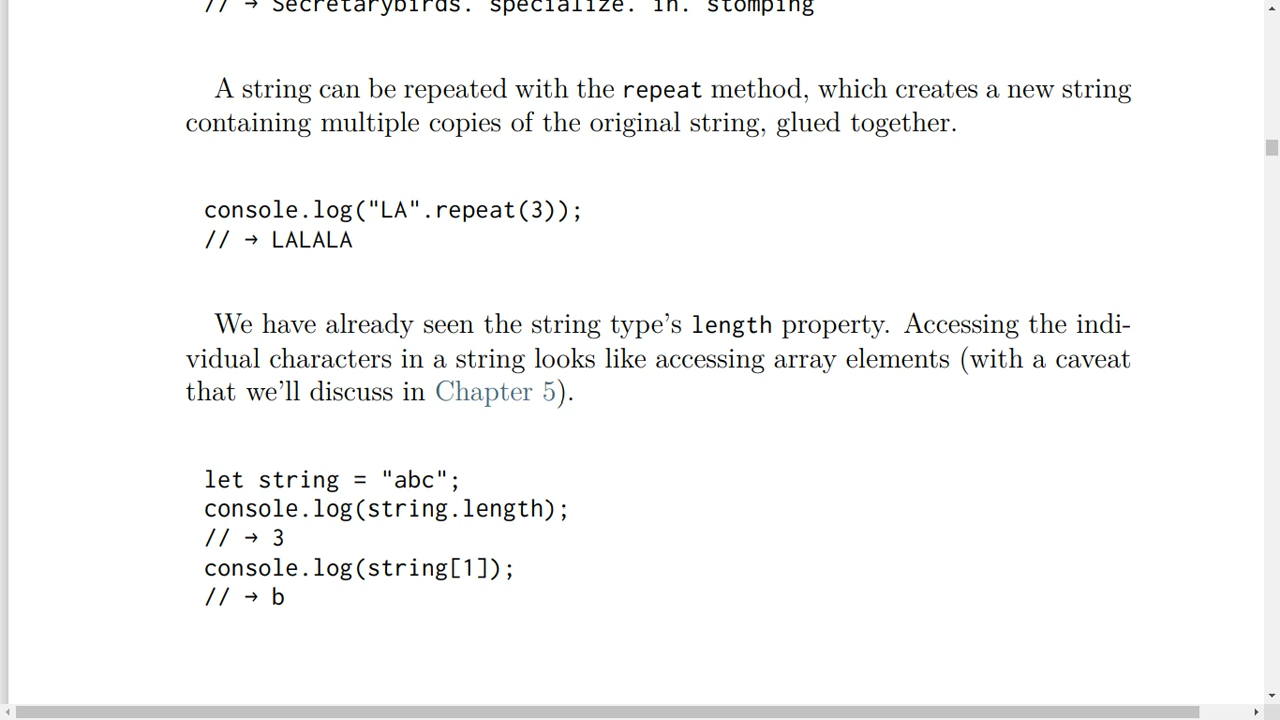 // → Secretarybirds. specialize. in. stomping
A string can be repeated with the repeat method, which creates a new string
containing multiple copies of the original string, glued together.
console.log("LA".repeat(3));
// → LALALA
We have already seen the string type's length property. Accessing the indi-
vidual characters in a string looks like accessing array elements (with a caveat
that we'll discuss in Chapter 5).
let string = "abc";
console.log(string.length);
// → 3
console.log(string[1]);
// → b